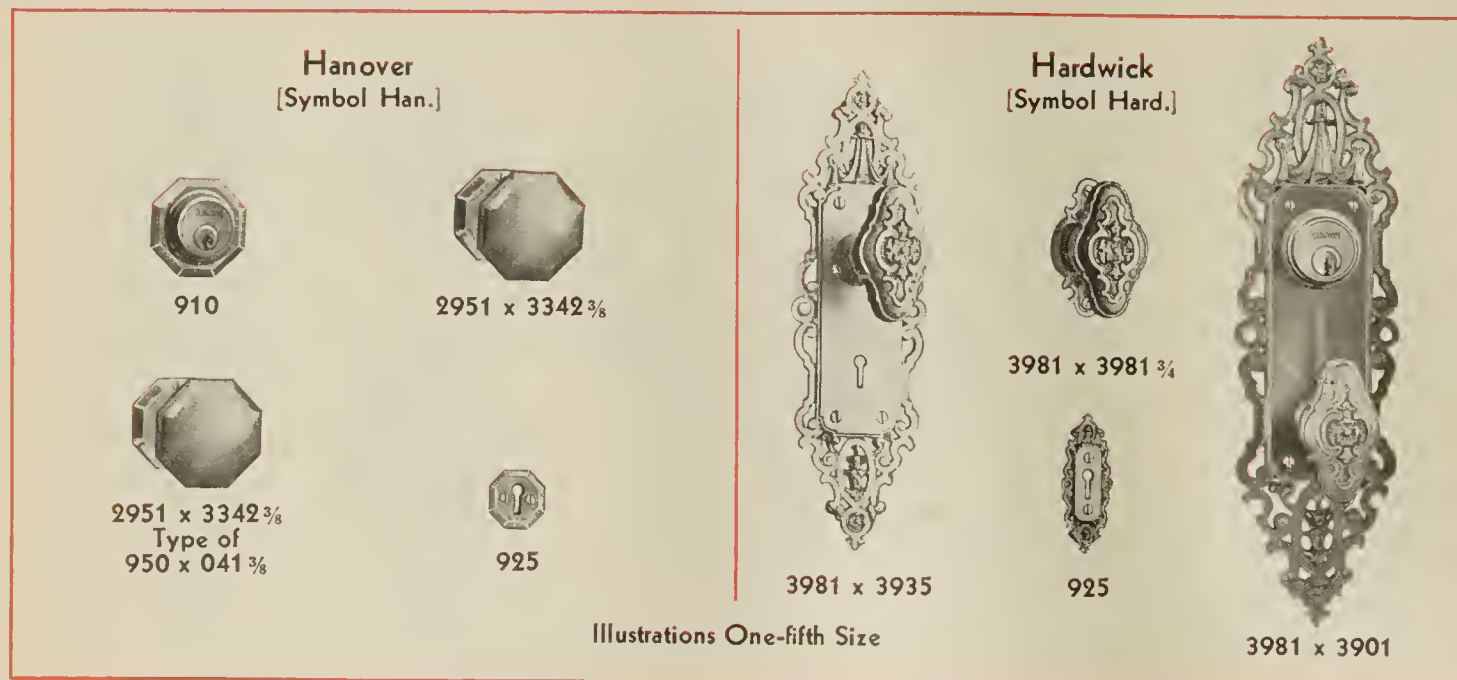 Hanover
[Symbol Han.]
910
2951 x 3342 ⅜
2951 x 3342 ⅜
Type of
950 x 041 ⅜
925
Hardwick
[Symbol Hard.]
3981 x 3935
3981 x 3981 ¾
925
3981 x 3901
Illustrations One-fifth Size